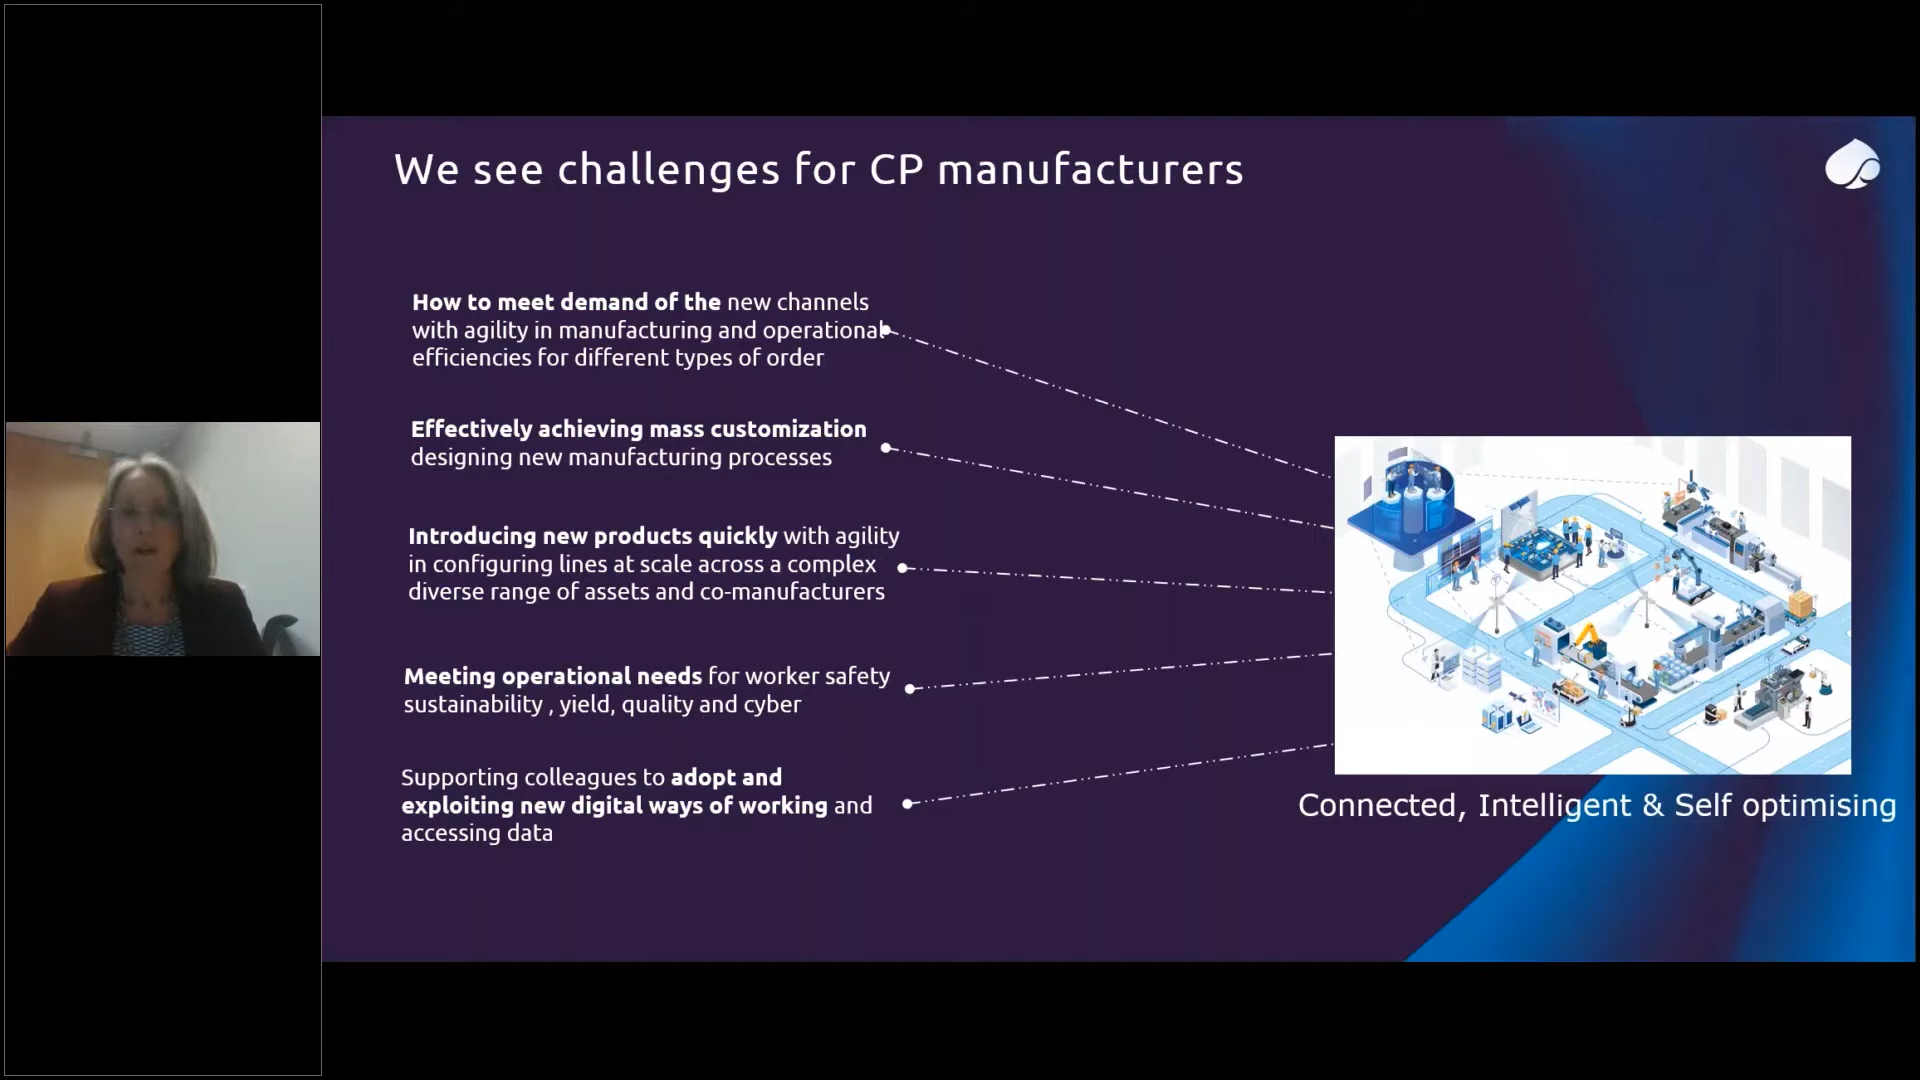 We see challenges for CP manufacturers
How to meet demand of the new channels
with agility in manufacturing and operational
efficiencies for different types of order
Effectively achieving mass customization
designing new manufacturing processes
Introducing new products quickly with agility
in configuring lines at scale across a complex
diverse range of assets and co-manufacturers
Meeting operational needs for worker safety
sustainability , yield, quality and cyber
Supporting colleagues to adopt and
exploiting new digital ways of working and
accessing data
Connected, Intelligent & Self optimising